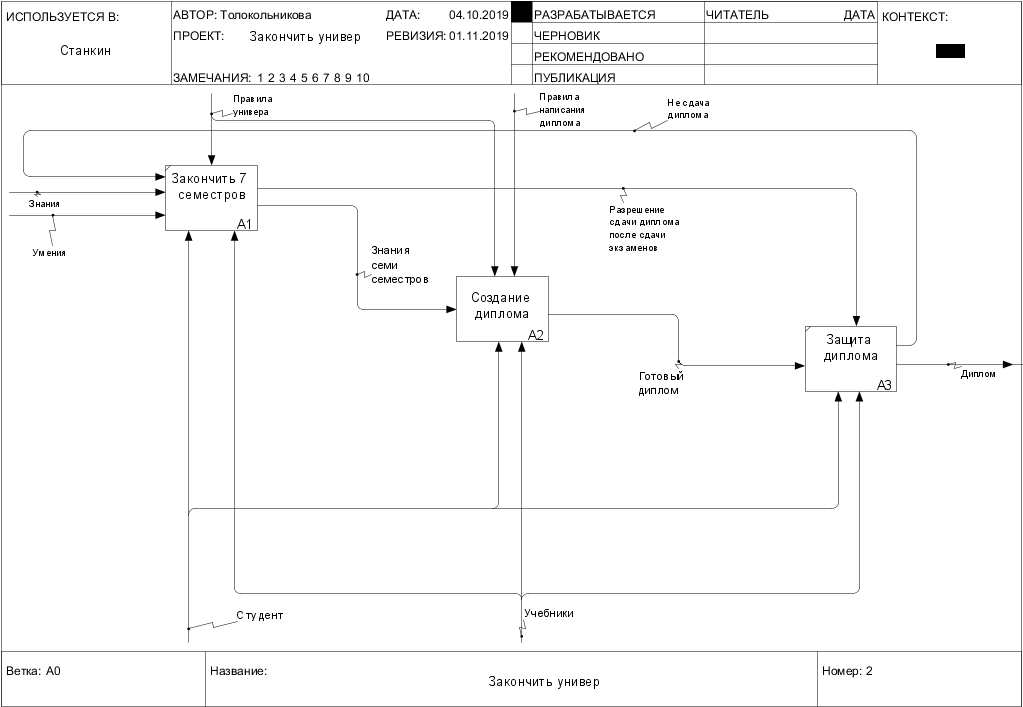 ИСПОЛЬЗУЕТСЯ В:
Станкин
АВТОР: Толокольникова
ДАТА: 04.10.2019
ПРОЕКТ: Закончить универ
РЕВИЗИЯ: 01.11.2019
ЗАМЕЧАНИЯ: 1 2 3 4 5 6 7 8 9 10
РАЗРАБАТЫВАЕТСЯ
ЧЕРНОВИК
РЕКОМЕНДОВАНО
ПУБЛИКАЦИЯ
ЧИТАТЕЛЬ
ДАТА
КОНТЕКСТ:
Правила
универа
Правила
написания
диплома
Не сдача
диплома
Закончить 7
семестров
A1
Знания
Умения
Разрешение
сдачи диплома
после сдачи
экзаменов
Знания
семи
семестров
Создание
диплома
A2
Защита
диплома
A3
Готовый
диплом
Диплом
Студент
Учебники
Ветка: A0
Название:
Закончить универ
Номер: 2